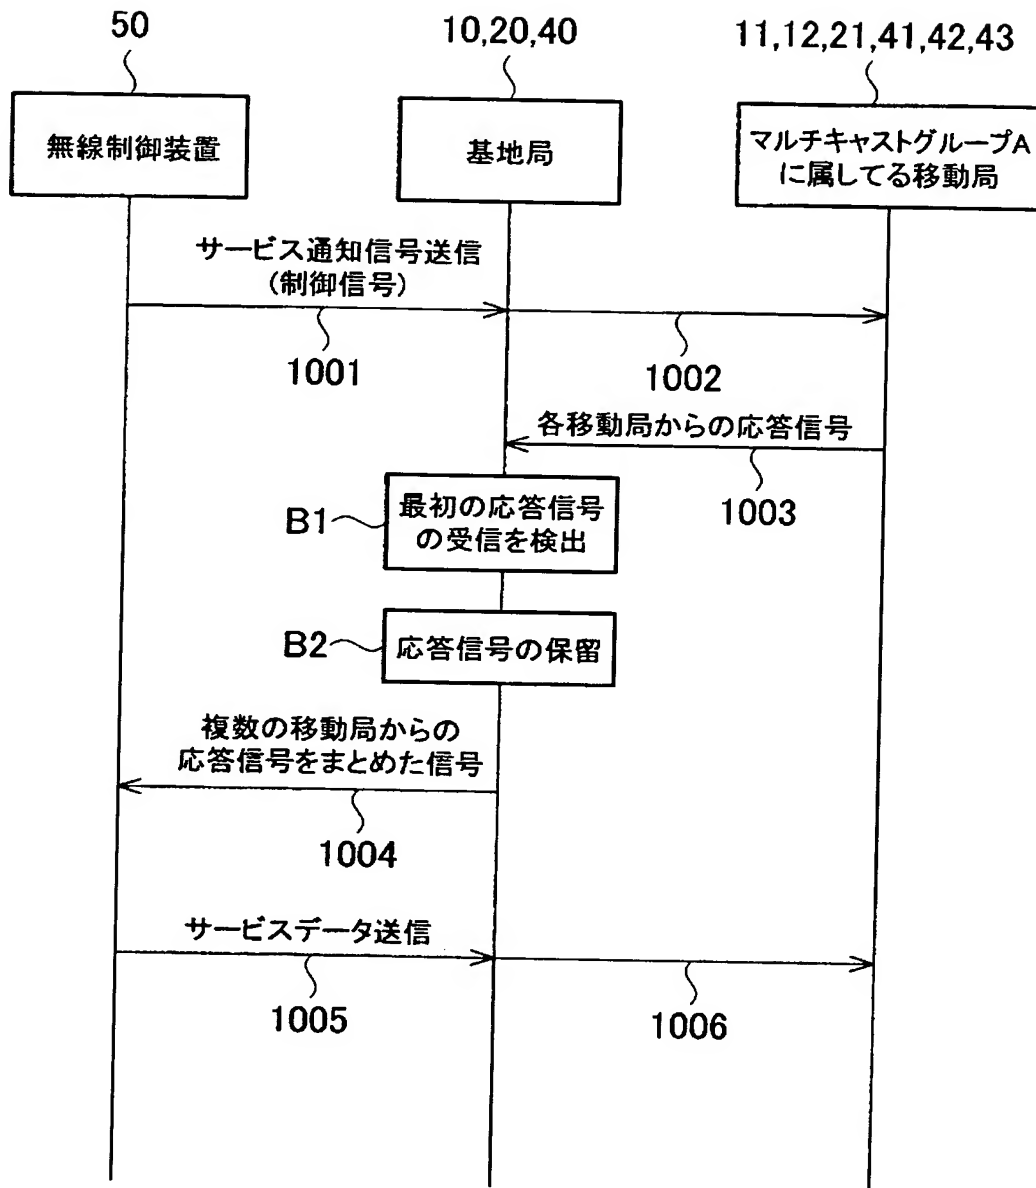 50
10,20,40
11,12,21,41,42,43
無線制御装置
基地局
マルチキャストグループA
に属してる移動局
サービス通知信号送信
(制御信号)
1001
1002
各移動局からの応答信号
1003
B1
最初の応答信号
の受信を検出
B2
応答信号の保留
複数の移動局からの
応答信号をまとめた信号
1004
サービスデータ送信
1005
1006